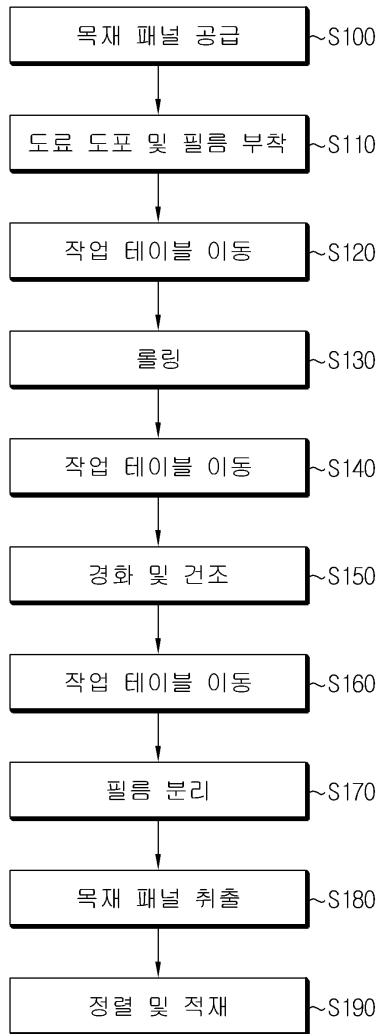 목재 패널 공급 ~S100
도료 도포 및 필름 부착 ~S110
작업 테이블 이동 ~S120
롤링 ~S130
작업 테이블 이동 ~S140
경화 및 건조 ~S150
작업 테이블 이동 ~S160
필름 분리 ~S170
목재 패널 취출 ~S180
정렬 및 적재 ~S190